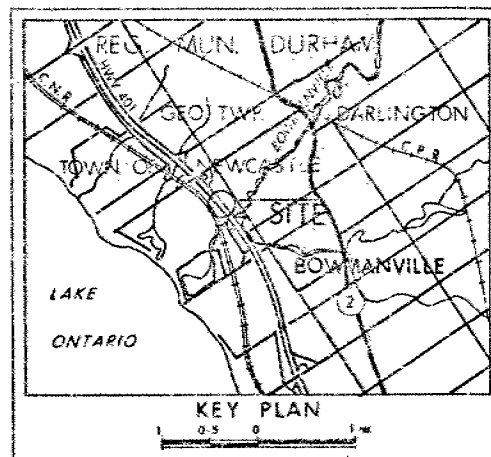 REG. MUN. DURHAM
C.N.R.
HWY 401
GEO TWP. DARLINGTON
C.P.R.
TOWN OF NEWCASTLE
SITE
BOWMANVILLE
2
LAKE
ONTARIO
KEY PLAN
1 0.5 0 1